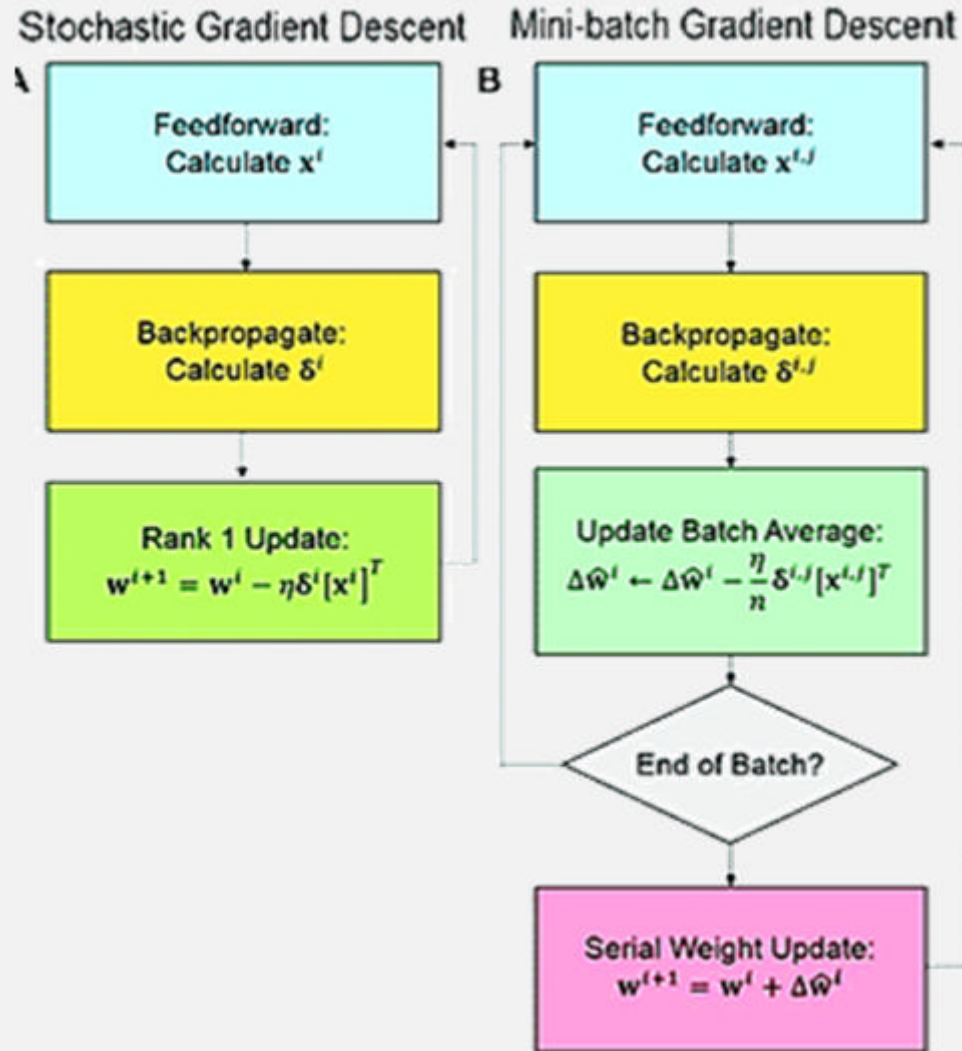 Stochastic Gradient Descent
Mini-batch Gradient Descent
A
Feedforward:
Calculate xⁱ
Backpropagate:
Calculate δⁱ
Rank 1 Update:
wⁱ⁺¹ = wⁱ − ηδⁱ[xⁱ]ᵀ
B
Feedforward:
Calculate xⁱ·ʲ
Backpropagate:
Calculate δⁱ·ʲ
Update Batch Average:
Δŵⁱ ← Δŵⁱ − η/n δⁱ·ʲ[xⁱ·ʲ]ᵀ
End of Batch?
Serial Weight Update:
wⁱ⁺¹ = wⁱ + Δŵⁱ